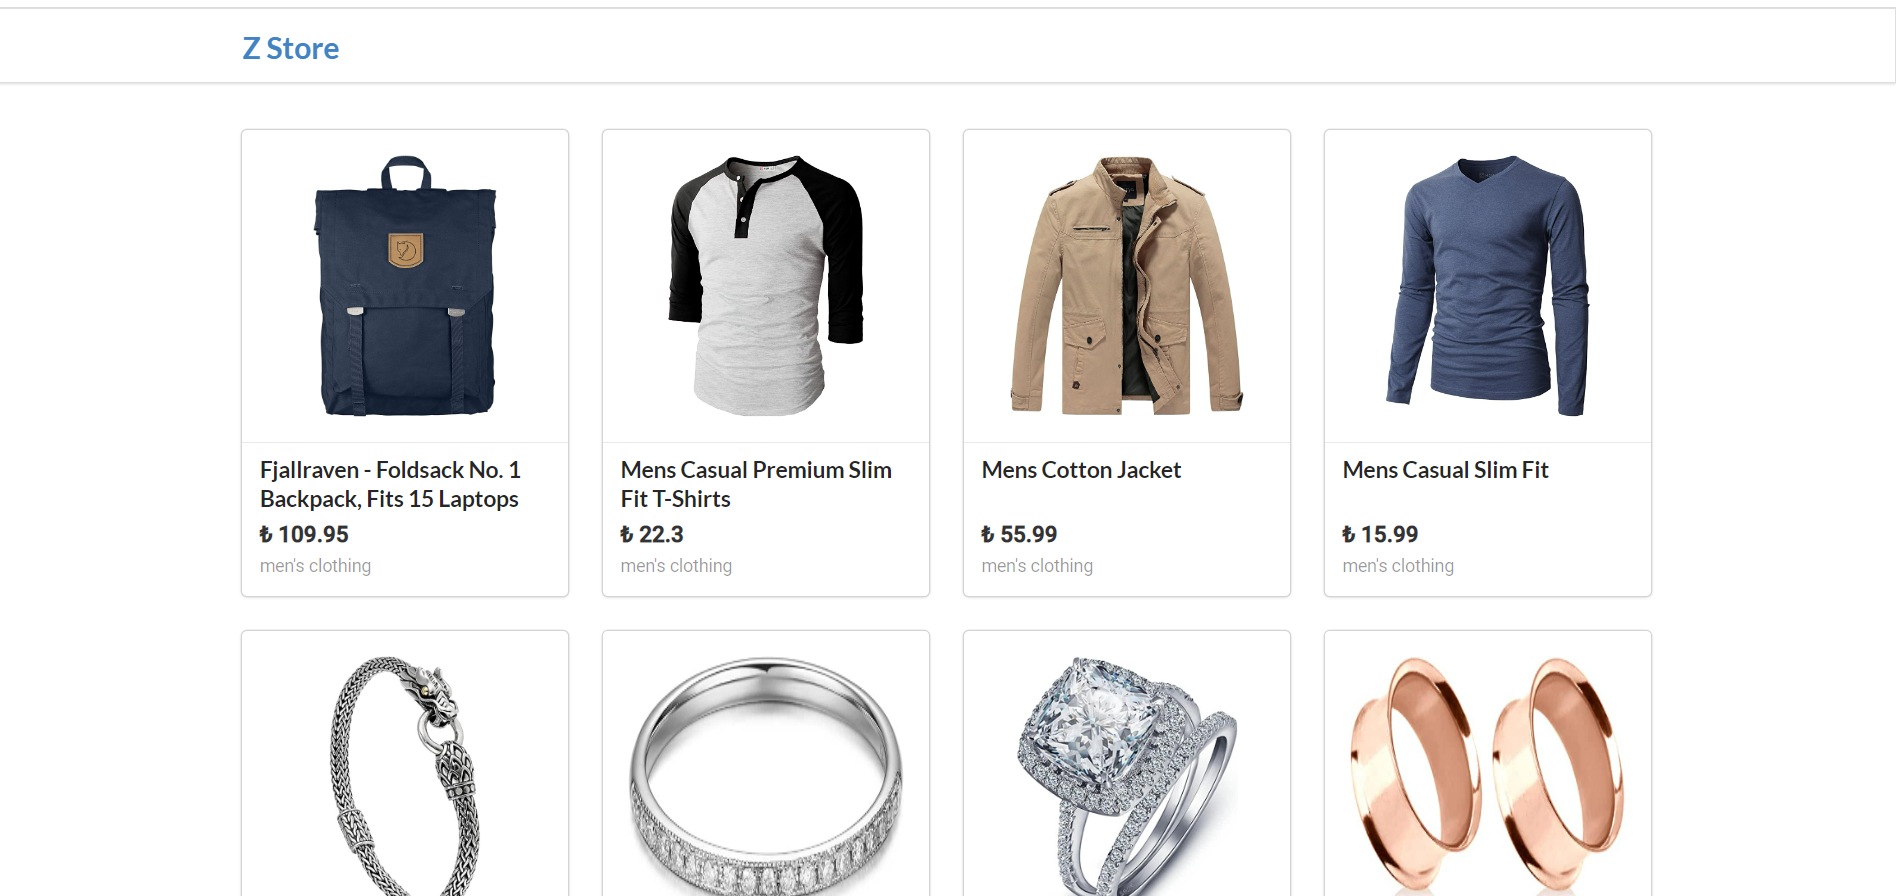 Z Store
Fjallraven - Foldsack No. 1
Backpack, Fits 15 Laptops
₺ 109.95
men's clothing
Mens Casual Premium Slim
Fit T-Shirts
₺ 22.3
men's clothing
Mens Cotton Jacket
₺ 55.99
men's clothing
Mens Casual Slim Fit
₺ 15.99
men's clothing